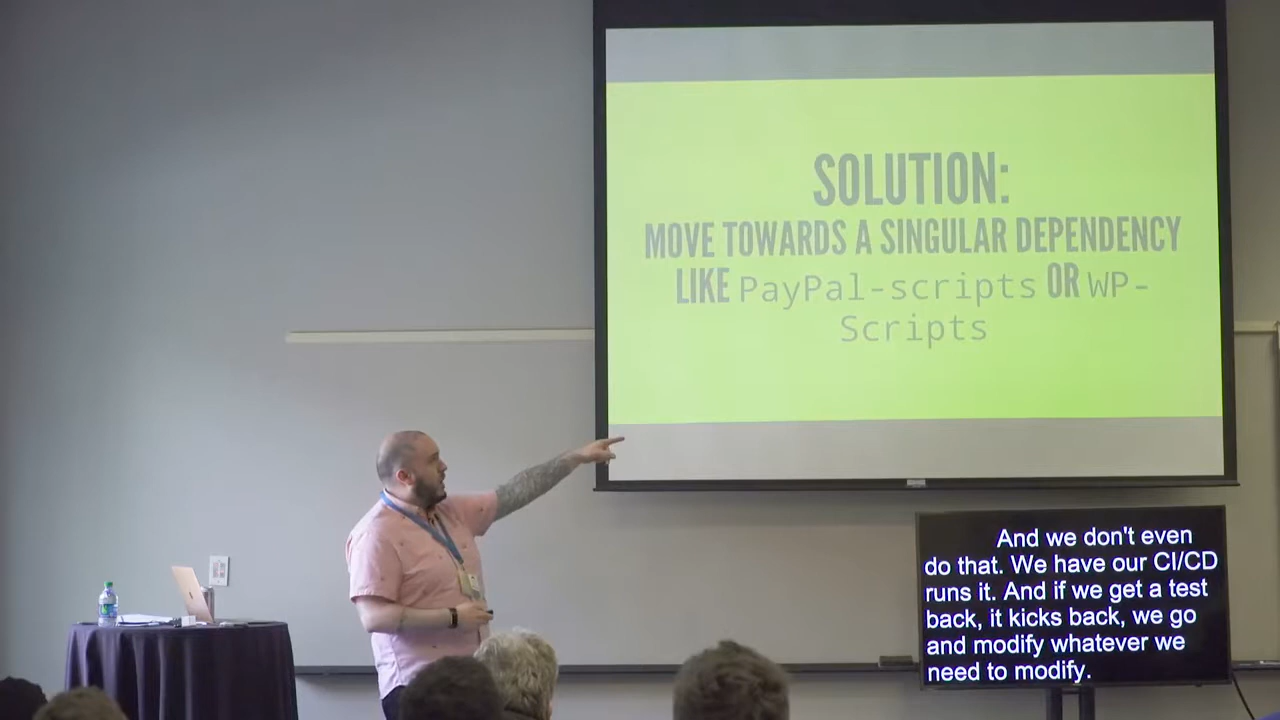 SOLUTION:
MOVE TOWARDS A SINGULAR DEPENDENCY
LIKE PayPal-scripts OR WP-
Scripts
And we don't even
do that. We have our CI/CD
runs it. And if we get a test
back, it kicks back, we go
and modify whatever we
need to modify.